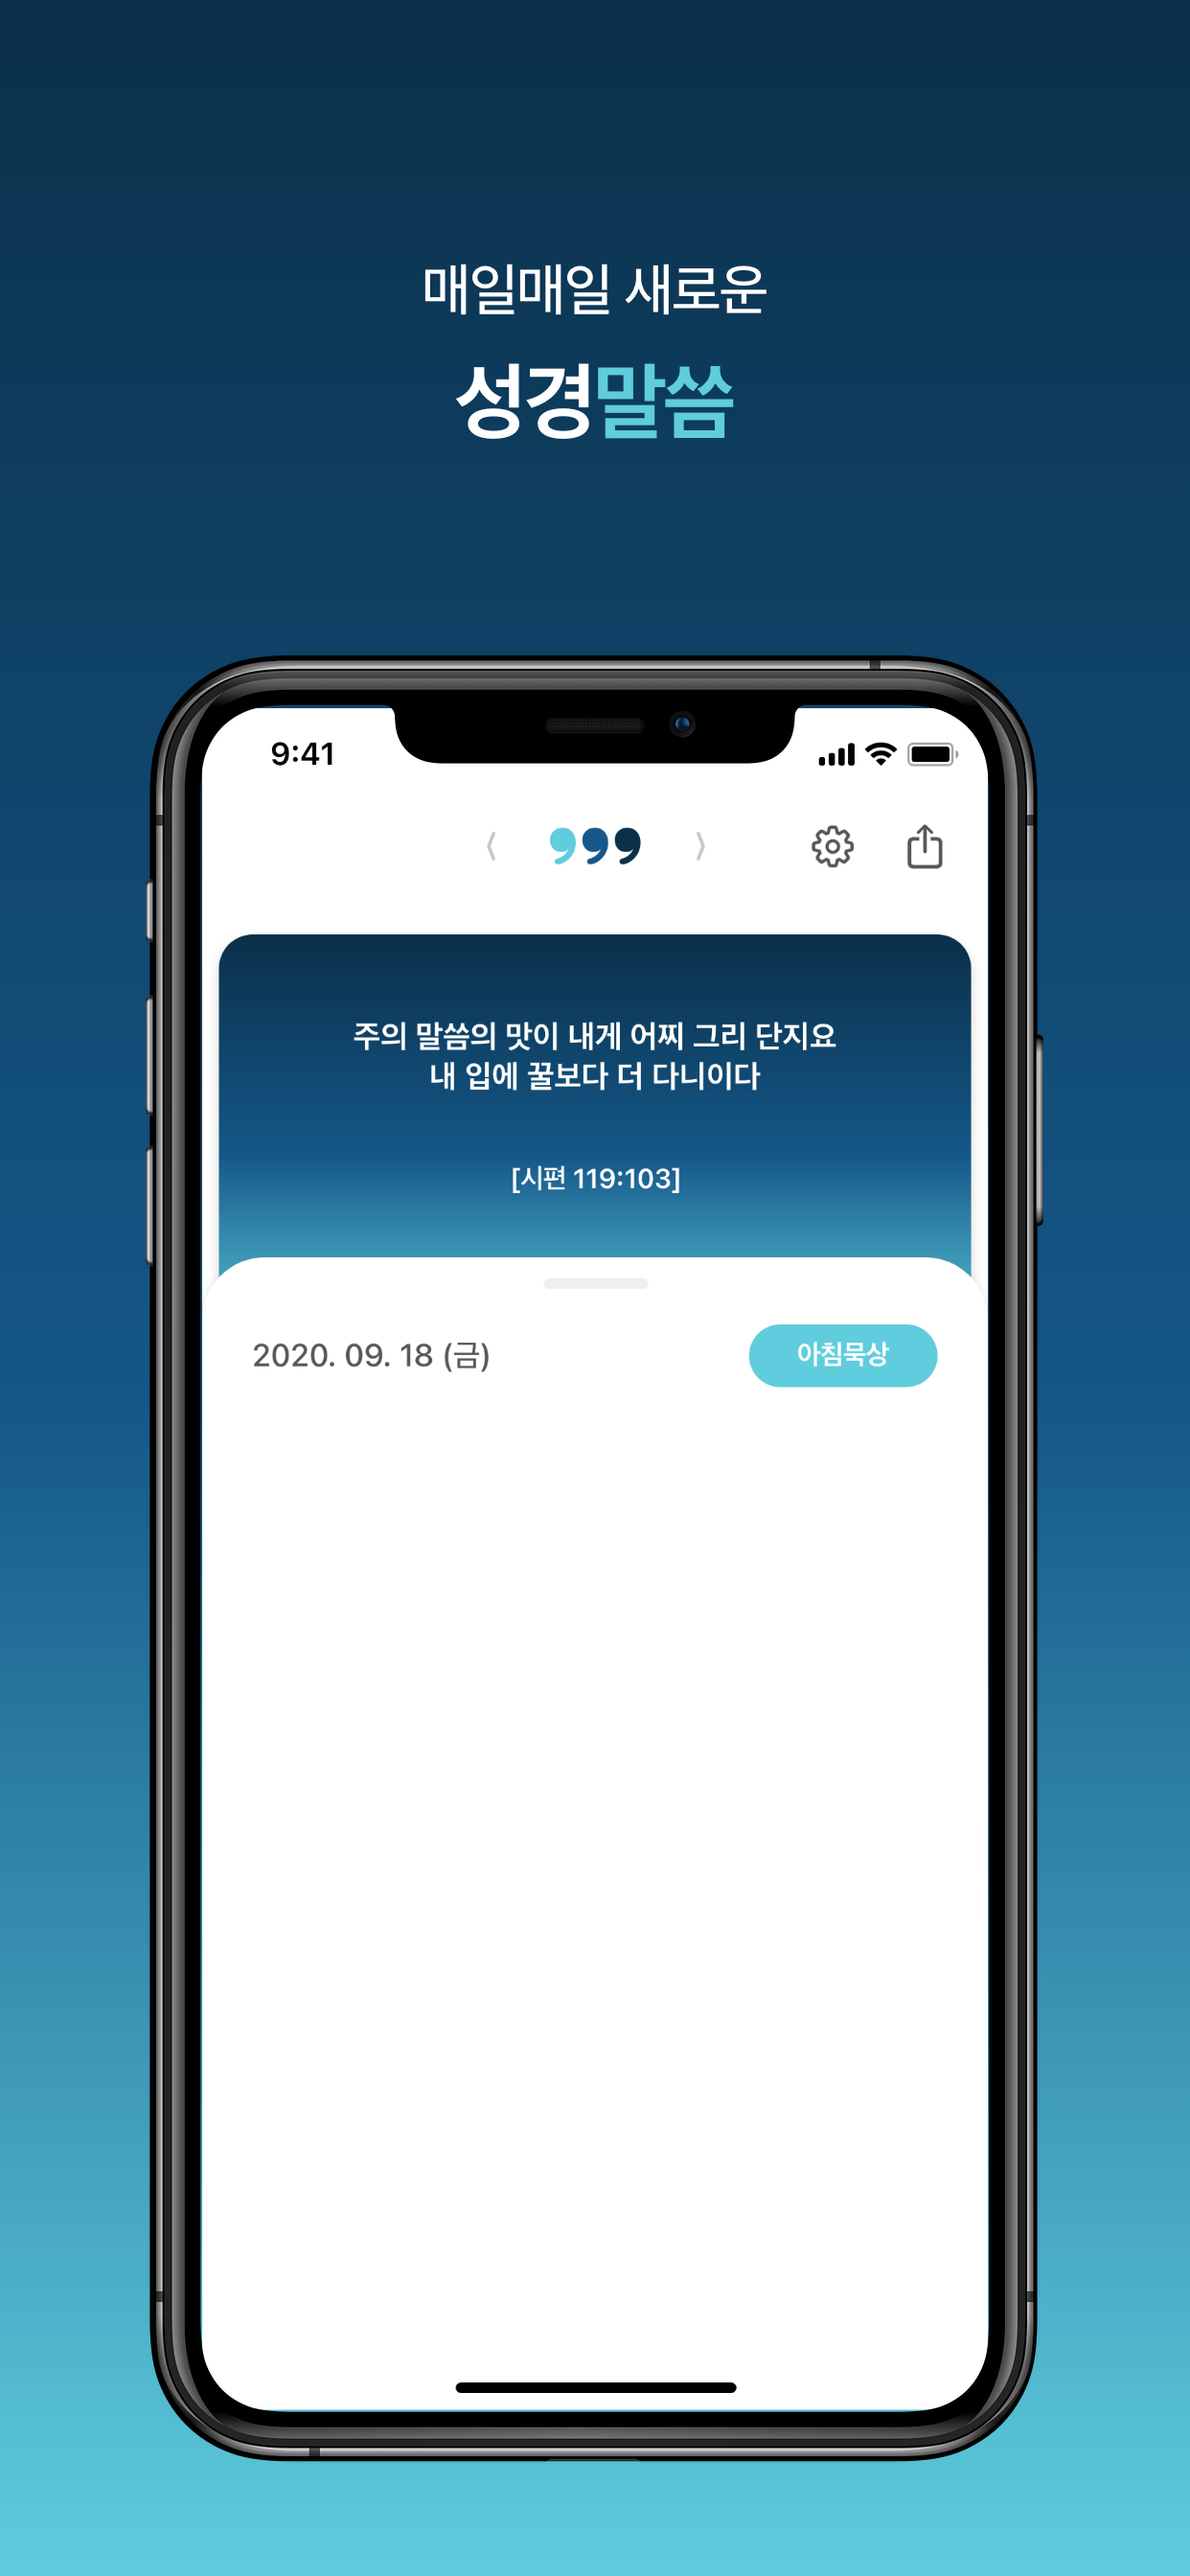 매일매일 새로운
성경말씀
9:41
주의 말씀의 맛이 내게 어찌 그리 단지요
내 입에 꿀보다 더 다니이다
[시편 119:103]
2020. 09. 18 (금)
아침묵상